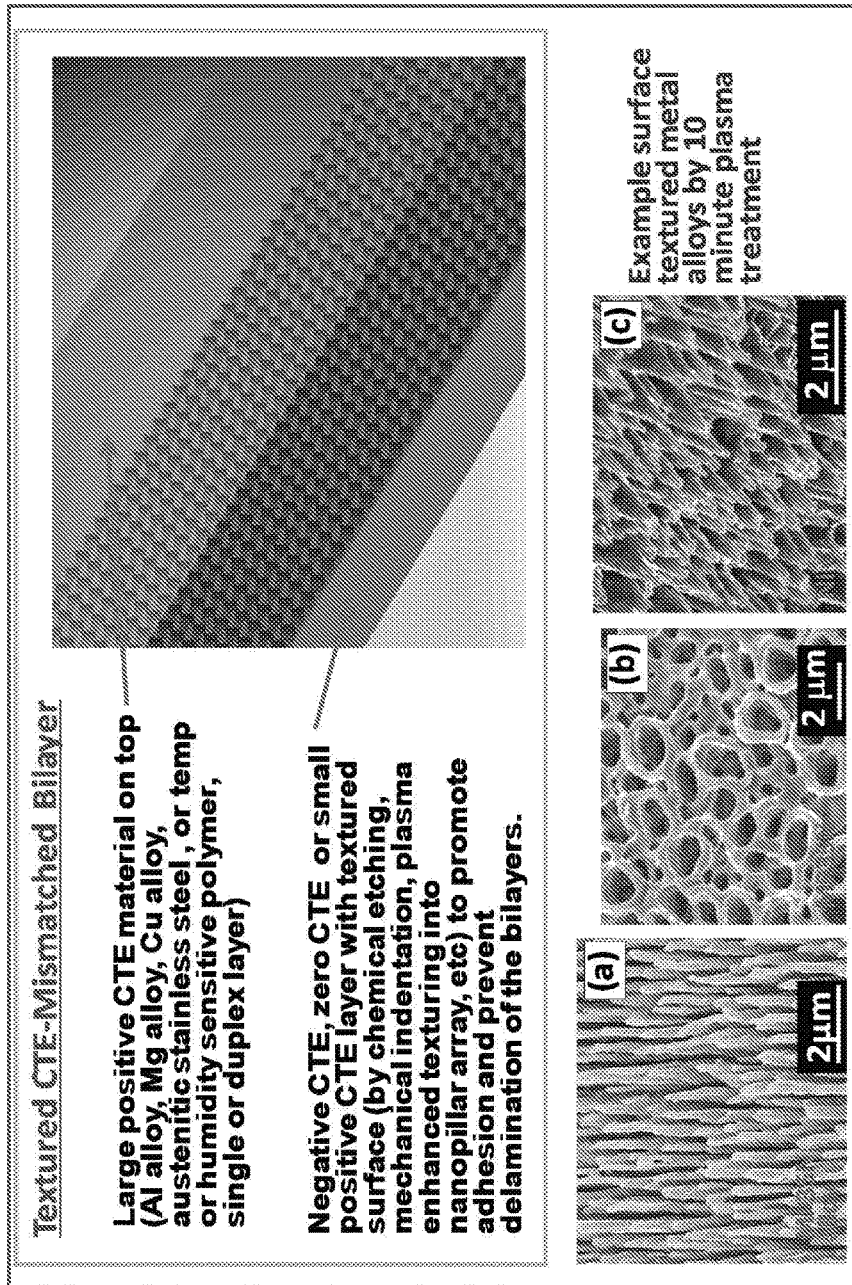 Textured CTE-Mismatched Bilayer
Large positive CTE material on top
(Al alloy, Mg alloy, Cu alloy,
austenitic stainless steel, or temp
or humidity sensitive polymer,
single or duplex layer)
Negative CTE, zero CTE or small
positive CTE layer with textured
surface (by chemical etching,
mechanical indentation, plasma
enhanced texturing into
nanopillar array, etc) to promote
adhesion and prevent
delamination of the bilayers.
(a)
2μm
(b)
2 μm
(c)
2 μm
Example surface
textured metal
alloys by 10
minute plasma
treatment